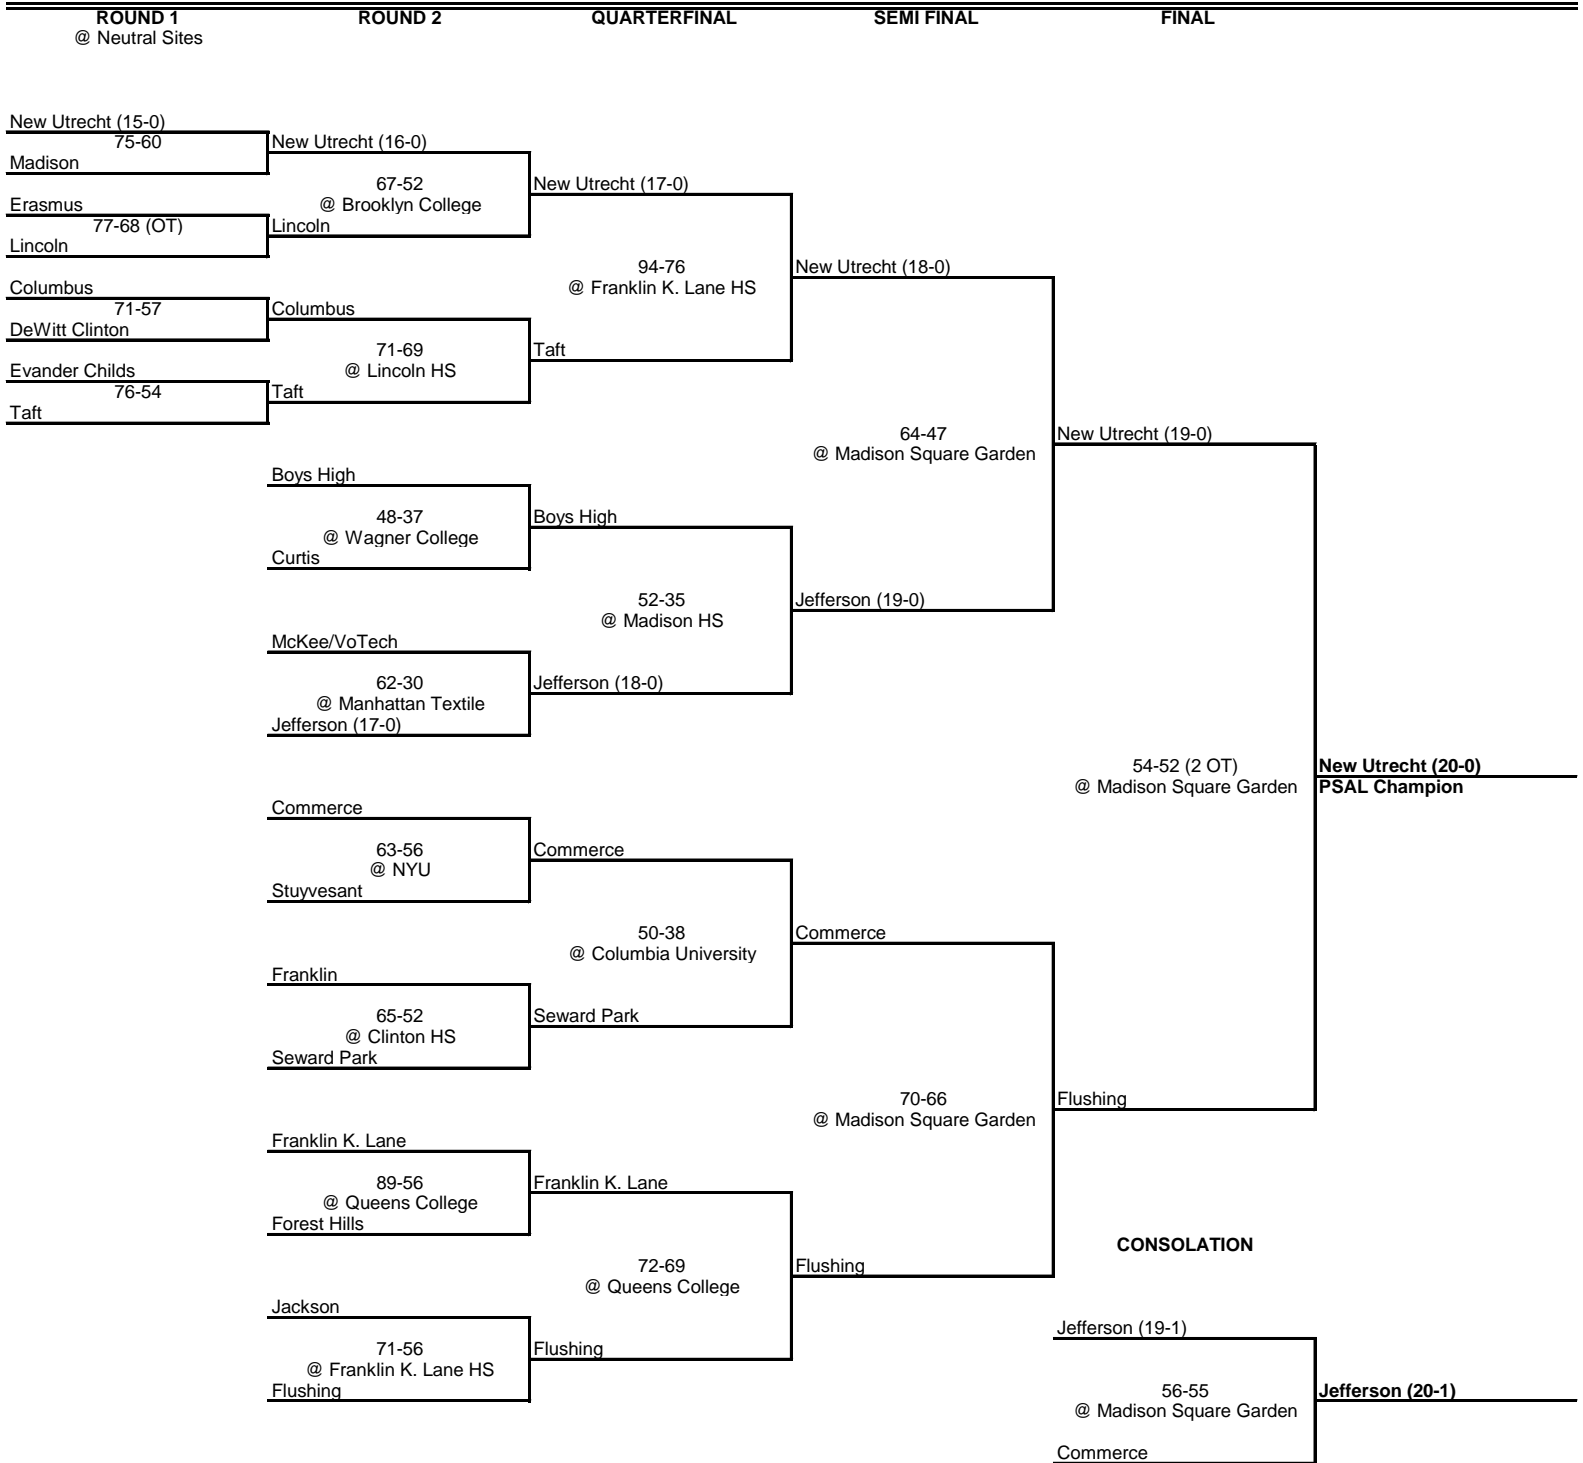 ROUND 1 ROUND 2 QUARTERFINAL SEMI FINAL FINAL
@ Neutral Sites
New Utrecht (15-0)
75-60
Madison
Erasmus
77-68 (OT)
Lincoln
Columbus
71-57
DeWitt Clinton
Evander Childs
76-54
Taft
New Utrecht (16-0)
67-52
@ Brooklyn College
Lincoln
Columbus
71-69
@ Lincoln HS
Taft
Boys High
48-37
@ Wagner College
Curtis
McKee/VoTech
62-30
@ Manhattan Textile
Jefferson (17-0)
Commerce
63-56
@ NYU
Stuyvesant
Franklin
65-52
@ Clinton HS
Seward Park
Franklin K. Lane
89-56
@ Queens College
Forest Hills
Jackson
71-56
@ Franklin K. Lane HS
Flushing
New Utrecht (17-0)
94-76
@ Franklin K. Lane HS
Taft
Boys High
52-35
@ Madison HS
Jefferson (18-0)
Commerce
50-38
@ Columbia University
Seward Park
Franklin K. Lane
72-69
@ Queens College
Flushing
New Utrecht (18-0)
64-47
@ Madison Square Garden
Jefferson (19-0)
Commerce
70-66
@ Madison Square Garden
Flushing
New Utrecht (19-0)
54-52 (2 OT)
@ Madison Square Garden
Flushing
New Utrecht (20-0)
PSAL Champion
CONSOLATION
Jefferson (19-1)
56-55
@ Madison Square Garden
Commerce
Jefferson (20-1)